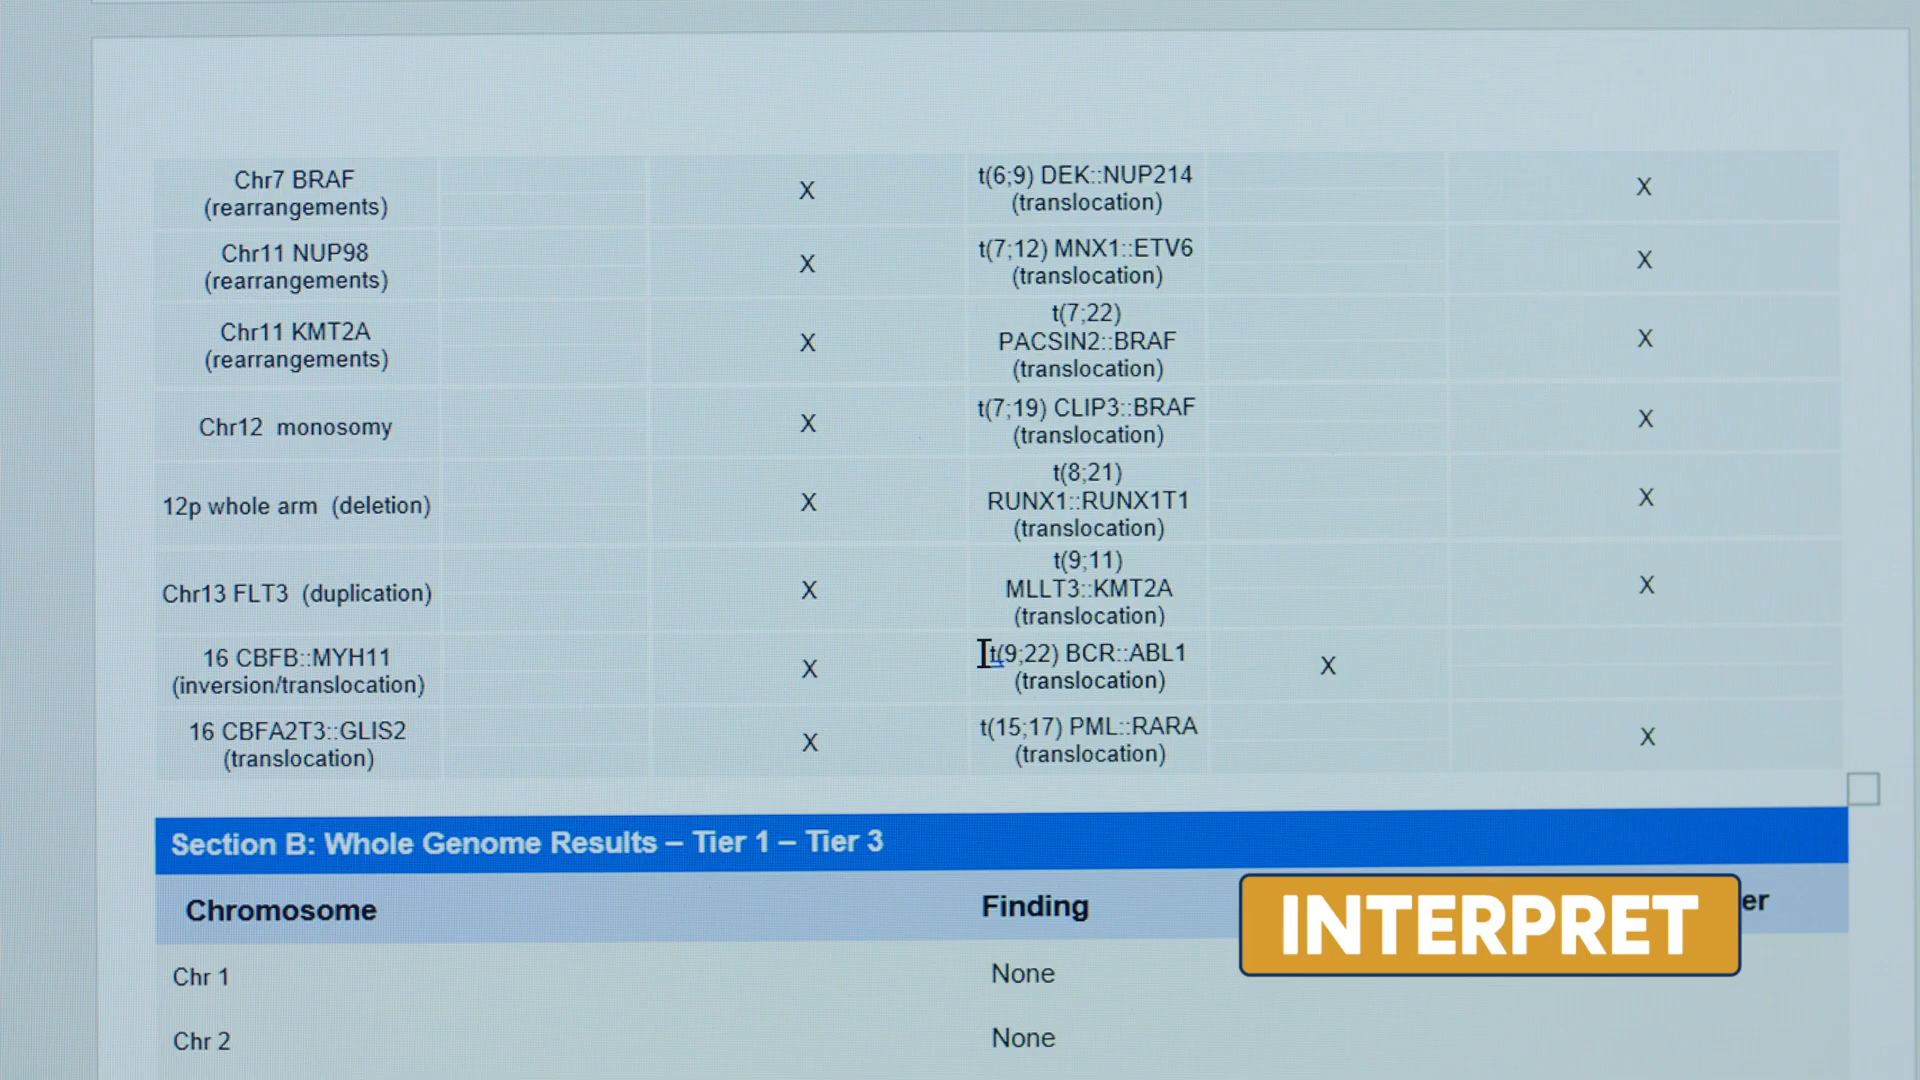 Chr7 BRAF
(rearrangements)
X
t(6;9) DEK::NUP214
(translocation)
X
Chr11 NUP98
(rearrangements)
X
t(7;12) MNX1::ETV6
(translocation)
X
Chr11 KMT2A
(rearrangements)
X
t(7;22)
PACSIN2::BRAF
(translocation)
X
Chr12 monosomy
X
t(7;19) CLIP3::BRAF
(translocation)
X
12p whole arm (deletion)
X
t(8;21)
RUNX1::RUNX1T1
(translocation)
X
Chr13 FLT3 (duplication)
X
t(9;11)
MLLT3::KMT2A
(translocation)
X
16 CBFB::MYH11
(inversion/translocation)
X
t(9;22) BCR::ABL1
(translocation)
X
16 CBFA2T3::GLIS2
(translocation)
X
t(15;17) PML::RARA
(translocation)
X
Section B: Whole Genome Results – Tier 1 – Tier 3
Chromosome
Finding
INTERPRET
Chr 1
None
Chr 2
None